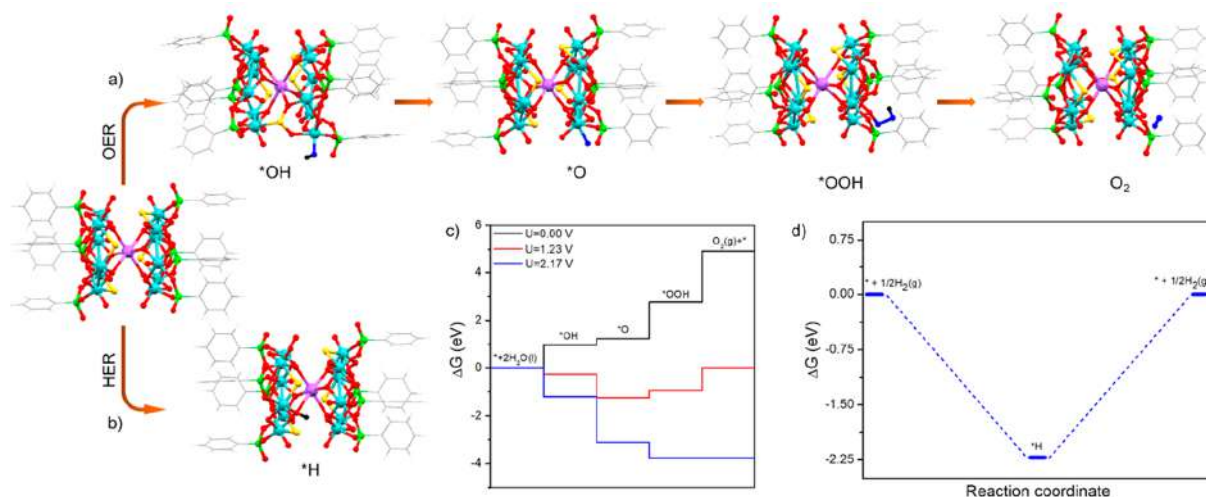 a)
OER
*OH
*O
*OOH
O₂
HER
b)
*H
c)
U=0.00 V
U=1.23 V
U=2.17 V
ΔG (eV)
6
4
2
0
-2
-4
*+2H₂O(l)
*OH
*O
*OOH
O₂(g)+*
d)
ΔG (eV)
0.75
0.00
-0.75
-1.50
-2.25
* + 1/2H₂(g)
*H
* + 1/2H₂(g)
Reaction coordinate